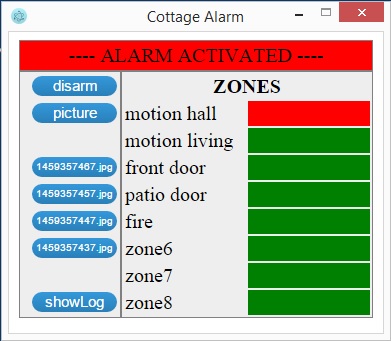 Cottage Alarm
---- ALARM ACTIVATED ----
disarm
ZONES
picture
motion hall
motion living
1459357467.jpg
front door
1459357457.jpg
patio door
1459357447.jpg
fire
1459357437.jpg
zone6
zone7
showLog
zone8